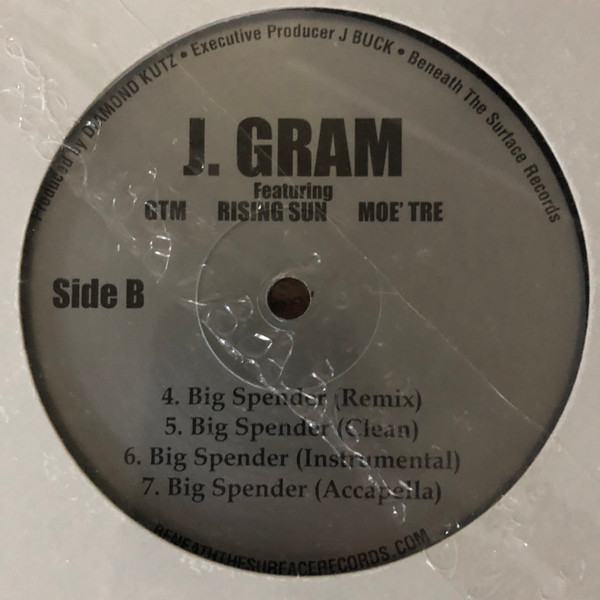 Produced by DIAMOND KUTZ • Executive Producer J BUCK • Beneath The Surface Records
J. GRAM
Featuring
GTM RISING SUN MOE' TRE
Side B
4. Big Spender (Remix)
5. Big Spender (Clean)
6. Big Spender (Instrumental)
7. Big Spender (Accapella)
BENEATHTHESURFACERECORDS.COM